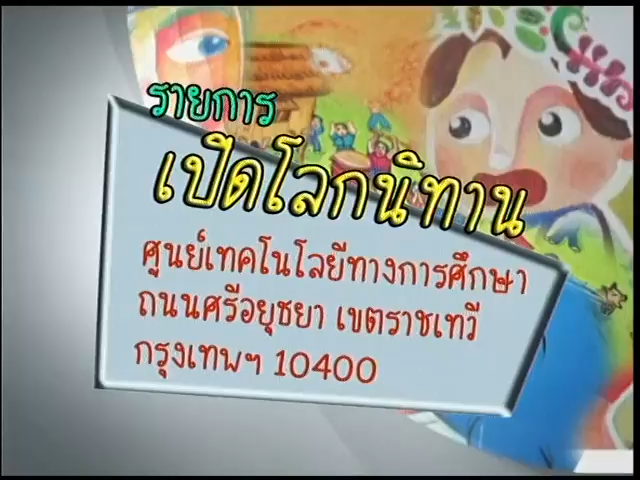 รายการ
เปิดโลกนิทาน
ศูนย์เทคโนโลยีทางการศึกษา
ถนนศรีอยุธยา เขตราชเทวี
กรุงเทพฯ 10400